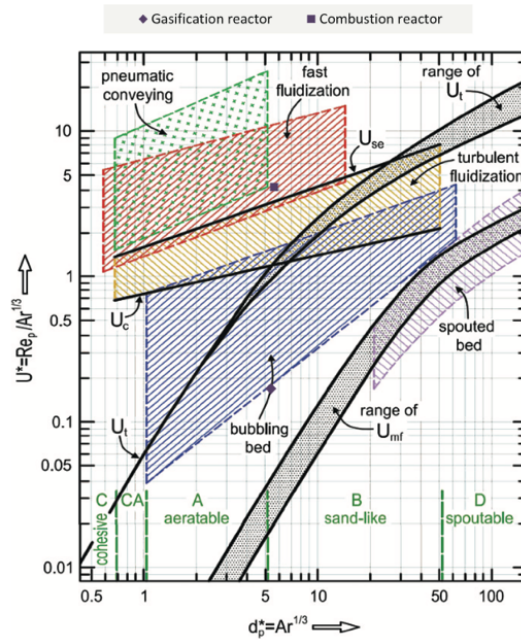 Gasification reactor
Combustion reactor
pneumatic
conveying
fast
fluidization
range of
Ut
Use
turbulent
fluidization
10
5
1
0.5
0.1
0.05
0.01
U*=Rep/Ar1/3
Uc
spouted
bed
bubbling
bed
range of
Umf
Ut
C
cohesive
CA
A
aeratable
B
sand-like
D
spoutable
0.5
1
5
10
50
100
dp*=Ar1/3